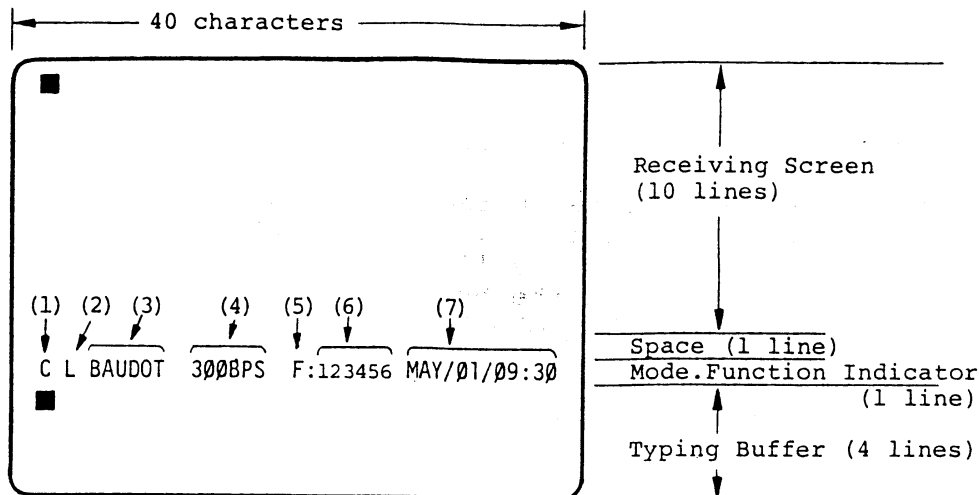 40 characters
Receiving Screen
(10 lines)
(1) (2) (3) (4) (5) (6) (7)
C L BAUDOT 3ØØBPS F:123456 MAY/Ø1/Ø9:3Ø
Space (1 line)
Mode.Function Indicator
(1 line)
Typing Buffer (4 lines)